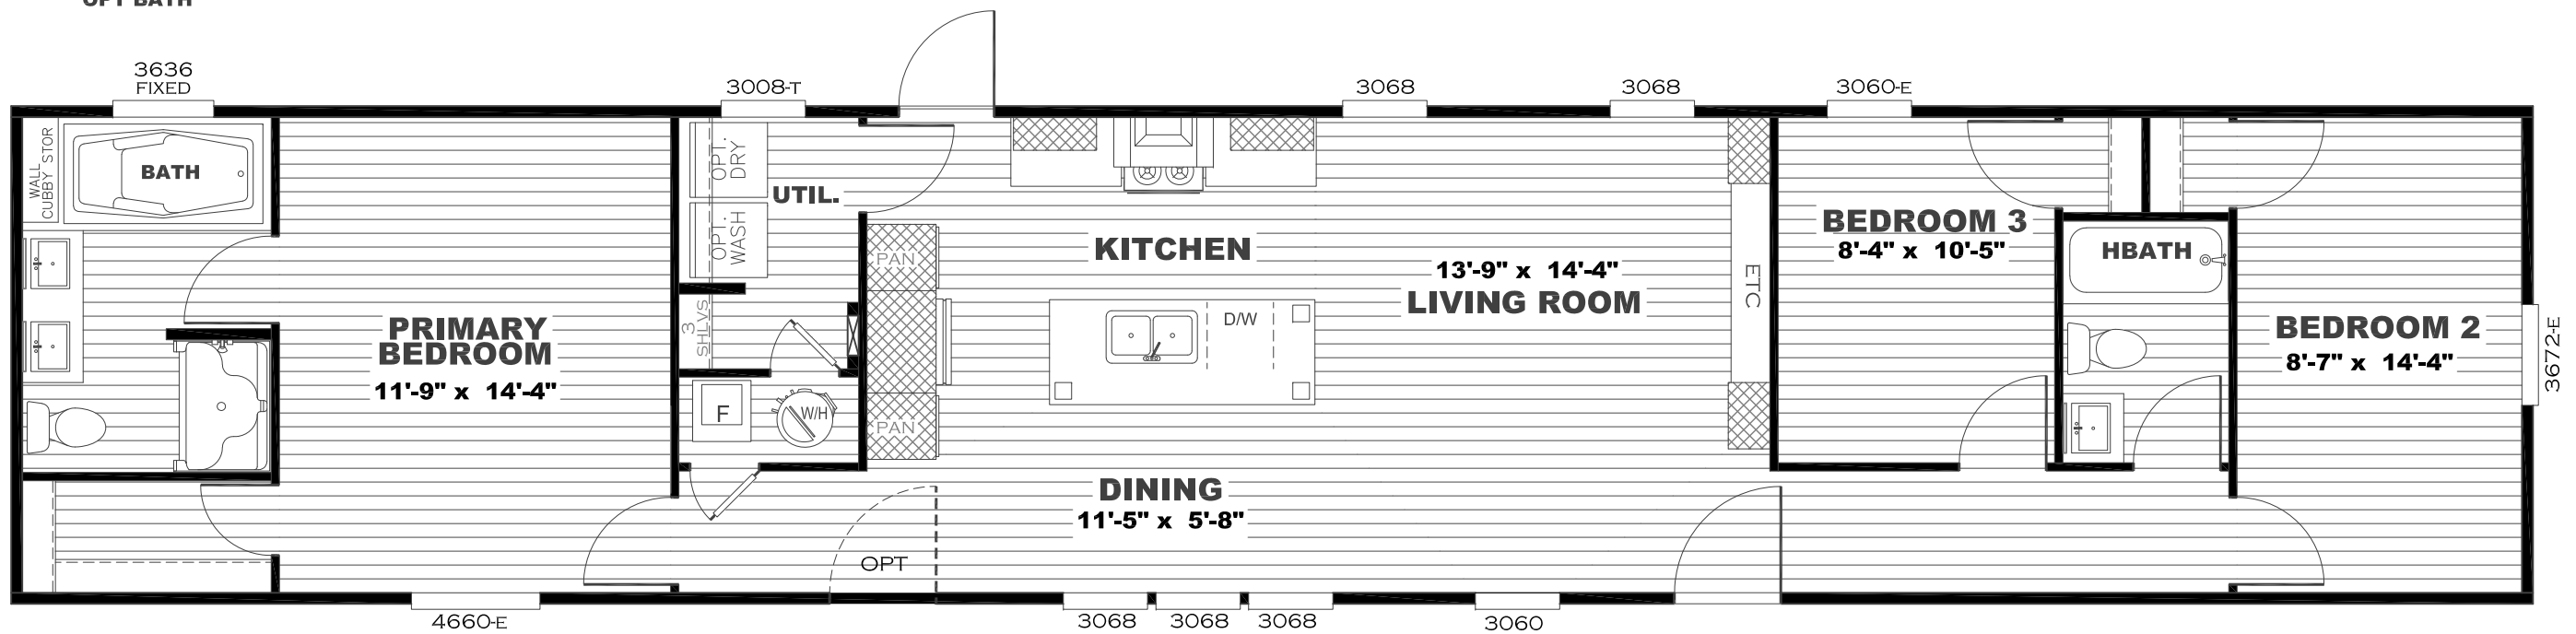 OPT BATH
3636
FIXED
3008-T
3068
3068
3060-E
WALL
CUBBY STOR
BATH
OPT.
DRY
UTIL.
OPT.
WASH
3
SHLVS
PAN
PAN
KITCHEN
13'-9" x 14'-4"
LIVING ROOM
D/W
ETC
BEDROOM 3
8'-4" x 10'-5"
HBATH
BEDROOM 2
8'-7" x 14'-4"
3672-E
PRIMARY
BEDROOM
11'-9" x 14'-4"
F
W/H
DINING
11'-5" x 5'-8"
OPT
4660-E
3068
3068
3068
3060